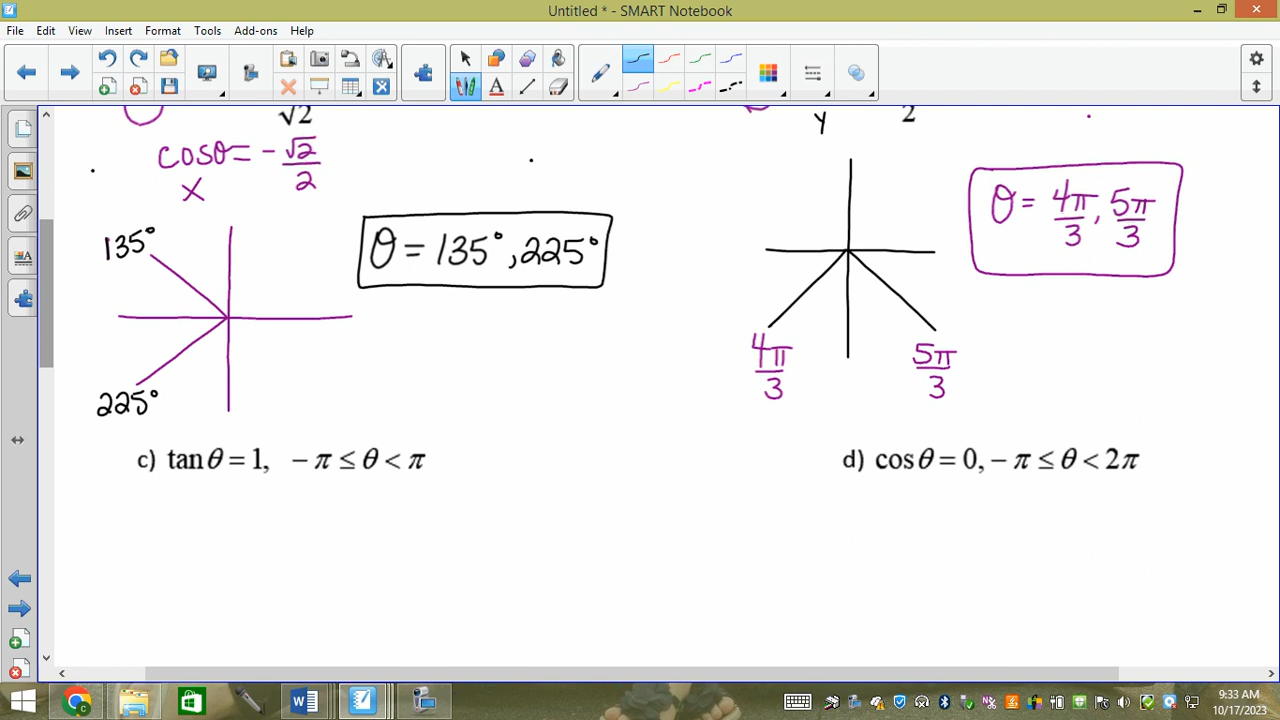 Untitled * - SMART Notebook
File Edit View Insert Format Tools Add-ons Help
√2
cosθ = - √2/2
x
135°
225°
θ = 135°, 225°
y
2
θ = 4π/3, 5π/3
4π/3
5π/3
c) tan θ = 1, − π ≤ θ < π
d) cos θ = 0, − π ≤ θ < 2π
9:33 AM
10/17/2023